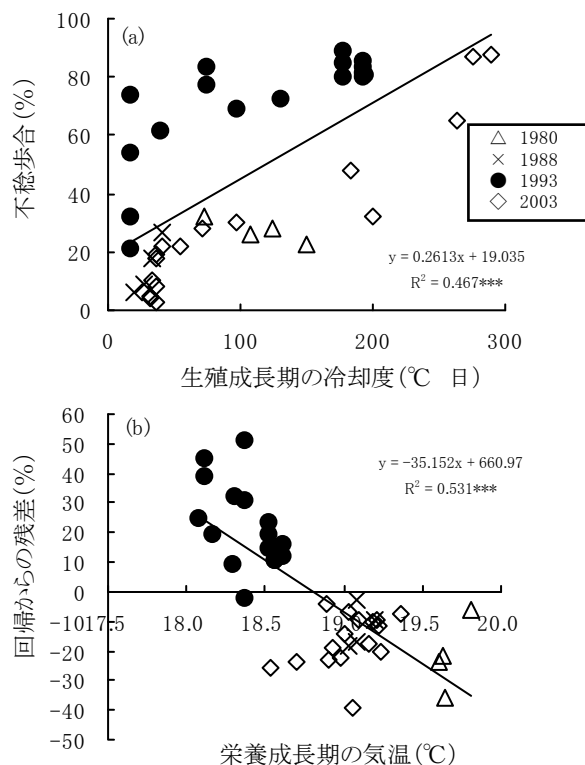 (a)
100
80
60
40
20
0
不稔歩合(%)
0 100 200 300
生殖成長期の冷却度(℃ 日)
1980
1988
1993
2003
y = 0.2613x + 19.035
R² = 0.467***
(b)
60
50
40
30
20
10
0
-10
-20
-30
-40
-50
回帰からの残差(%)
17.5 18.0 18.5 19.0 19.5 20.0
栄養成長期の気温(℃)
y = -35.152x + 660.97
R² = 0.531***